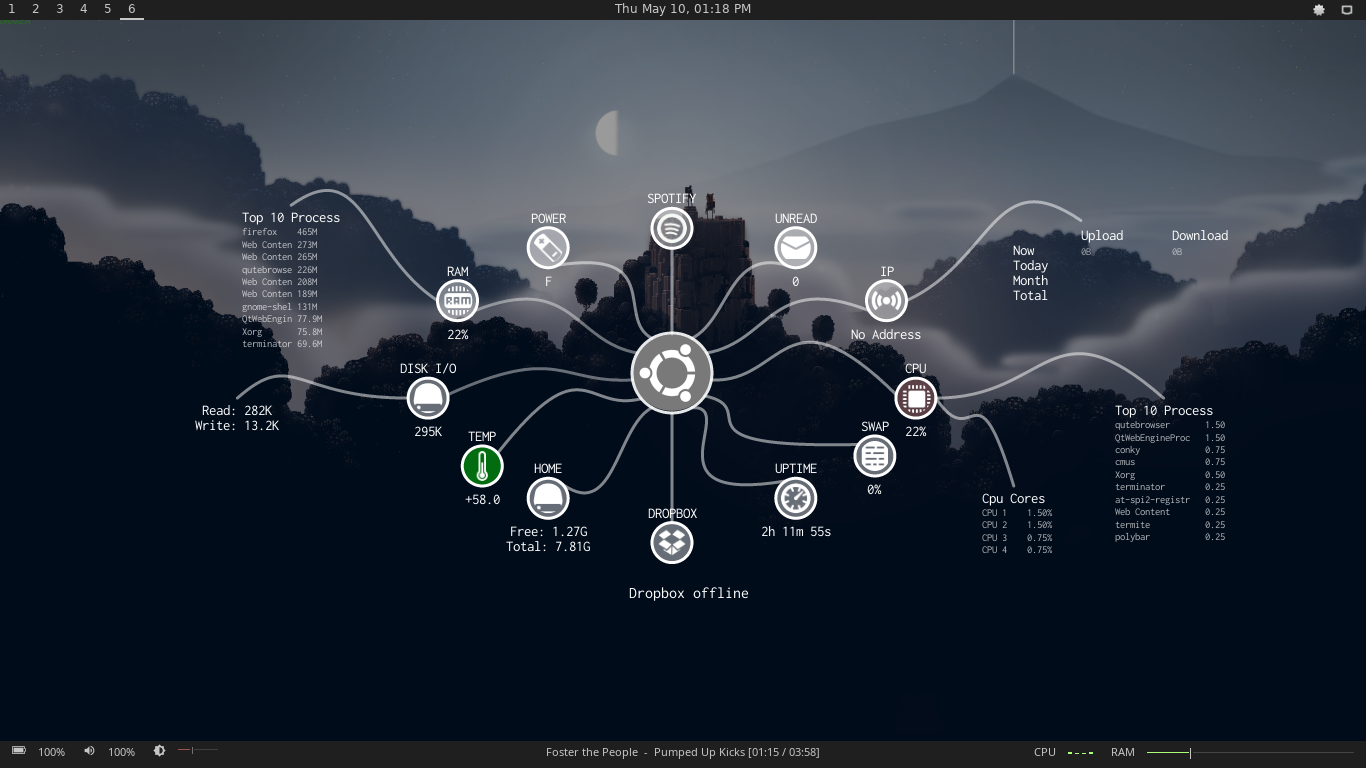 1 2 3 4 5 6
Thu May 10, 01:18 PM
SPOTIFY
POWER
F
UNREAD
0
RAM
RAM
22%
IP
No Address
Top 10 Process
firefox 465M
Web Conten 273M
Web Conten 265M
qutebrowse 226M
Web Conten 208M
Web Conten 189M
gnome-shel 131M
QtWebEngin 77.9M
Xorg 75.8M
terminator 69.6M
Upload Download
0B 0B
Now
Today
Month
Total
DISK I/O
295K
Read: 282K
Write: 13.2K
CPU
22%
TEMP
+58.0
HOME
Free: 1.27G
Total: 7.81G
DROPBOX
Dropbox offline
UPTIME
2h 11m 55s
SWAP
0%
Cpu Cores
CPU 1 1.50%
CPU 2 1.50%
CPU 3 0.75%
CPU 4 0.75%
Top 10 Process
qutebrowser 1.50
QtWebEngineProc 1.50
conky 0.75
cmus 0.75
Xorg 0.50
terminator 0.25
at-spi2-registr 0.25
Web Content 0.25
termite 0.25
polybar 0.25
100% 100%
Foster the People - Pumped Up Kicks [01:15 / 03:58]
CPU RAM